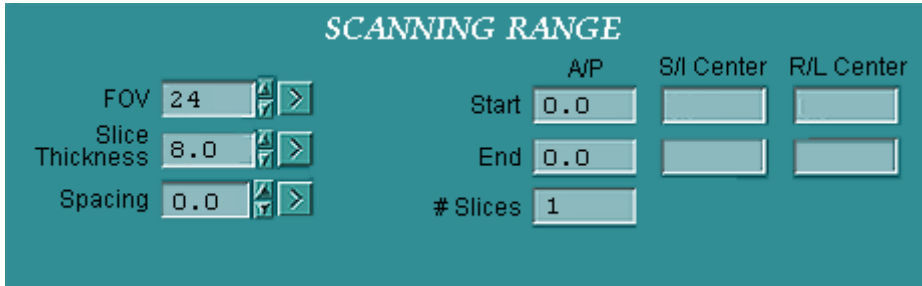 SCANNING RANGE
A/P S/I Center R/L Center
FOV 24 > Start 0.0
Slice
Thickness 8.0 > End 0.0
Spacing 0.0 > # Slices 1